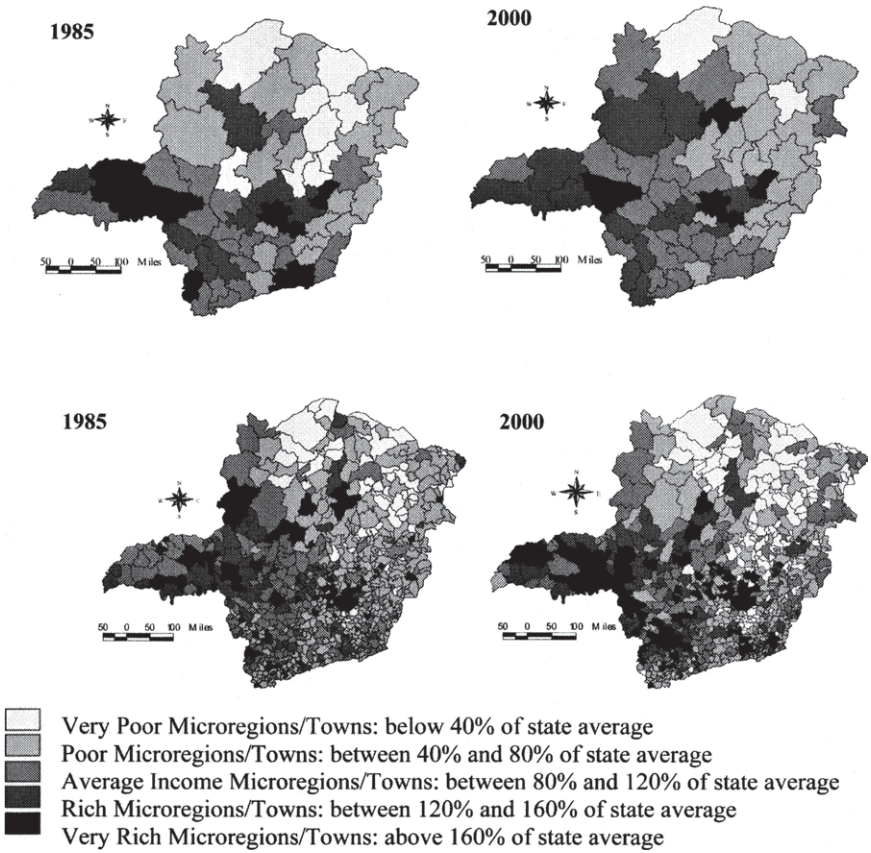 1985
2000
N
W E
S
N
W E
S
50 0 50 100 Miles
50 0 50 100 Miles
1985
2000
N
W E
S
N
W E
S
50 0 50 100 Miles
50 0 50 100 Miles
Very Poor Microregions/Towns: below 40% of state average
Poor Microregions/Towns: between 40% and 80% of state average
Average Income Microregions/Towns: between 80% and 120% of state average
Rich Microregions/Towns: between 120% and 160% of state average
Very Rich Microregions/Towns: above 160% of state average